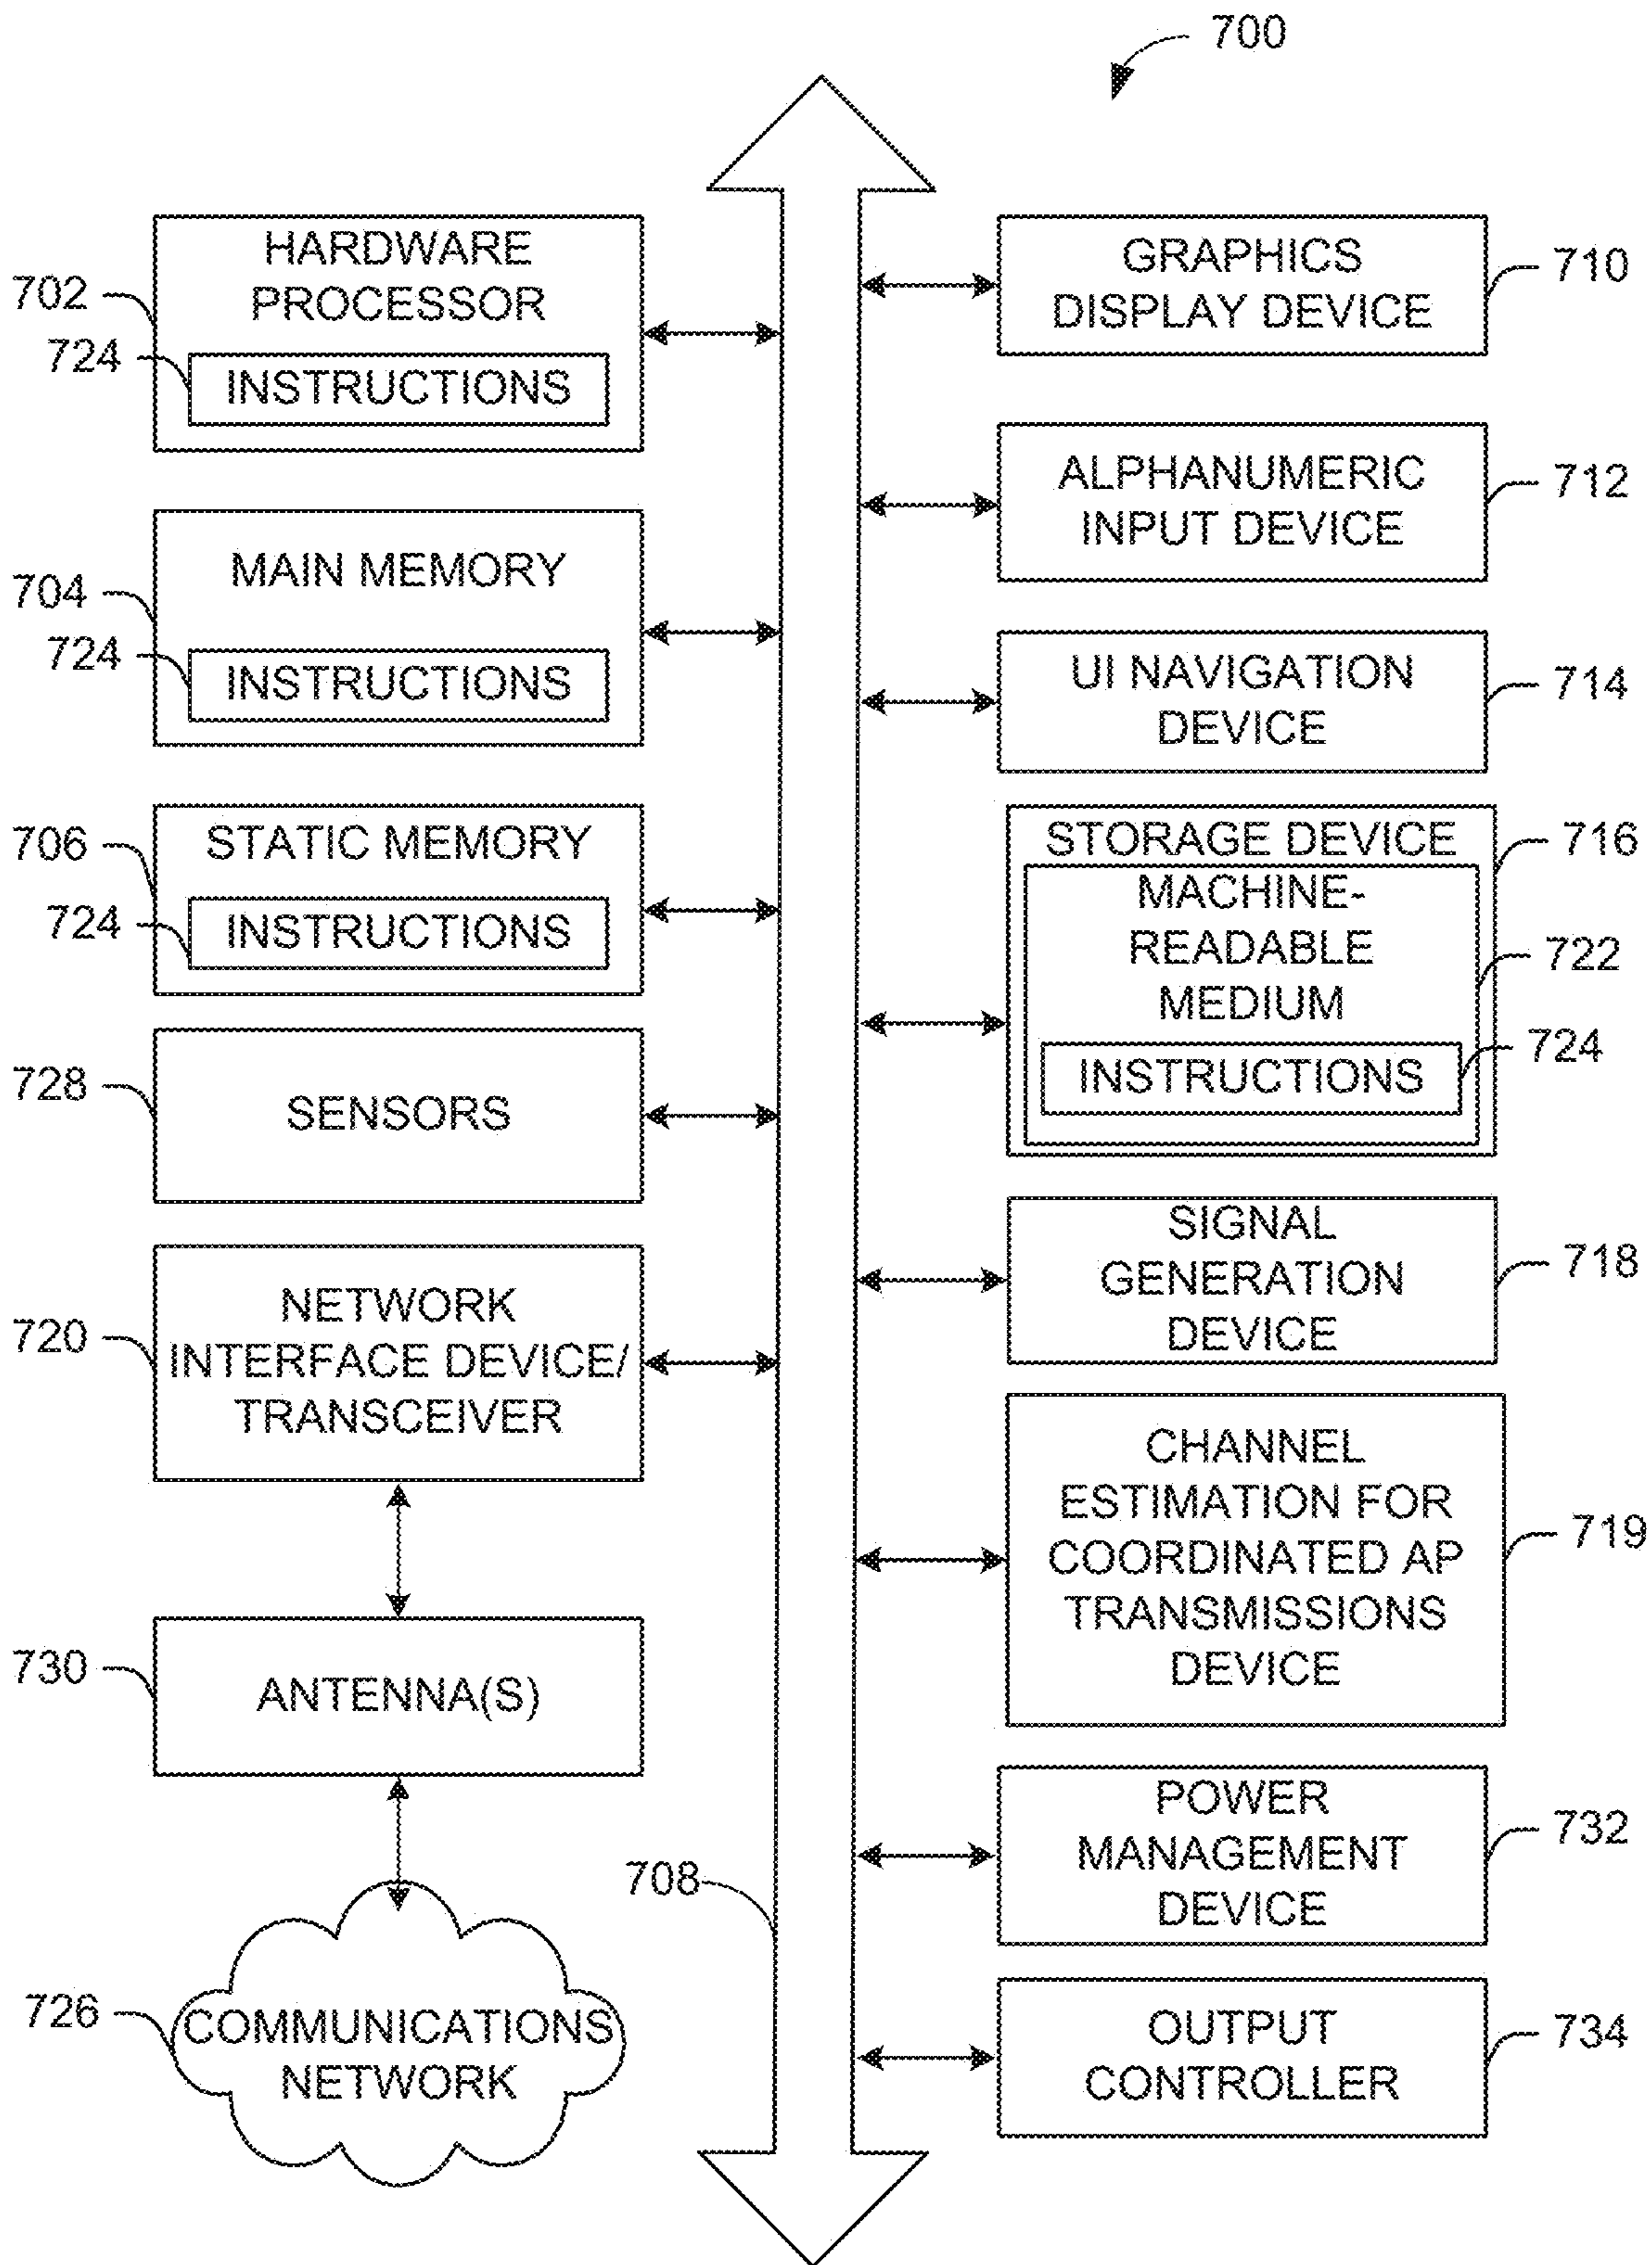 700
HARDWARE
PROCESSOR
702
724
INSTRUCTIONS
MAIN MEMORY
704
724
INSTRUCTIONS
STATIC MEMORY
706
724
INSTRUCTIONS
728
SENSORS
NETWORK
INTERFACE DEVICE/
TRANSCEIVER
720
730
ANTENNA(S)
708
726
COMMUNICATIONS
NETWORK
GRAPHICS
DISPLAY DEVICE
710
ALPHANUMERIC
INPUT DEVICE
712
UI NAVIGATION
DEVICE
714
STORAGE DEVICE
716
MACHINE-
READABLE
MEDIUM
722
INSTRUCTIONS
724
SIGNAL
GENERATION
DEVICE
718
CHANNEL
ESTIMATION FOR
COORDINATED AP
TRANSMISSIONS
DEVICE
719
POWER
MANAGEMENT
DEVICE
732
OUTPUT
CONTROLLER
734